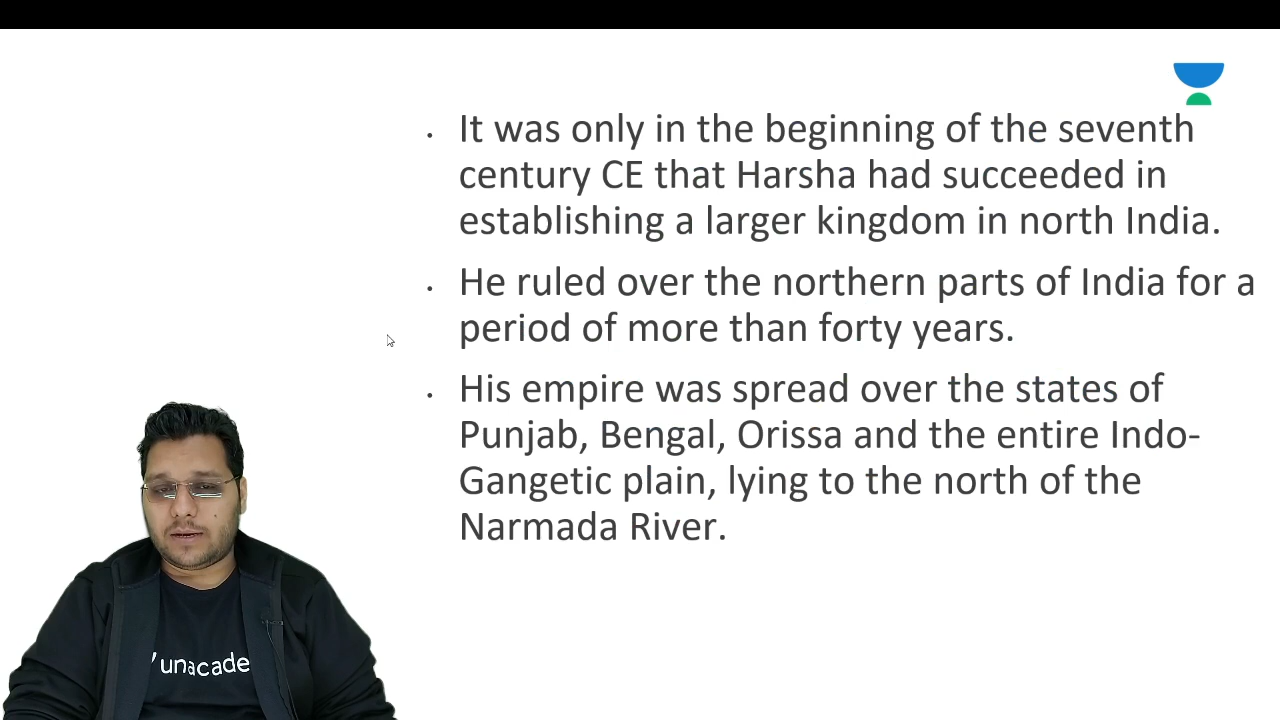 It was only in the beginning of the seventh
century CE that Harsha had succeeded in
establishing a larger kingdom in north India.
He ruled over the northern parts of India for a
period of more than forty years.
His empire was spread over the states of
Punjab, Bengal, Orissa and the entire Indo-
Gangetic plain, lying to the north of the
Narmada River.
unacade